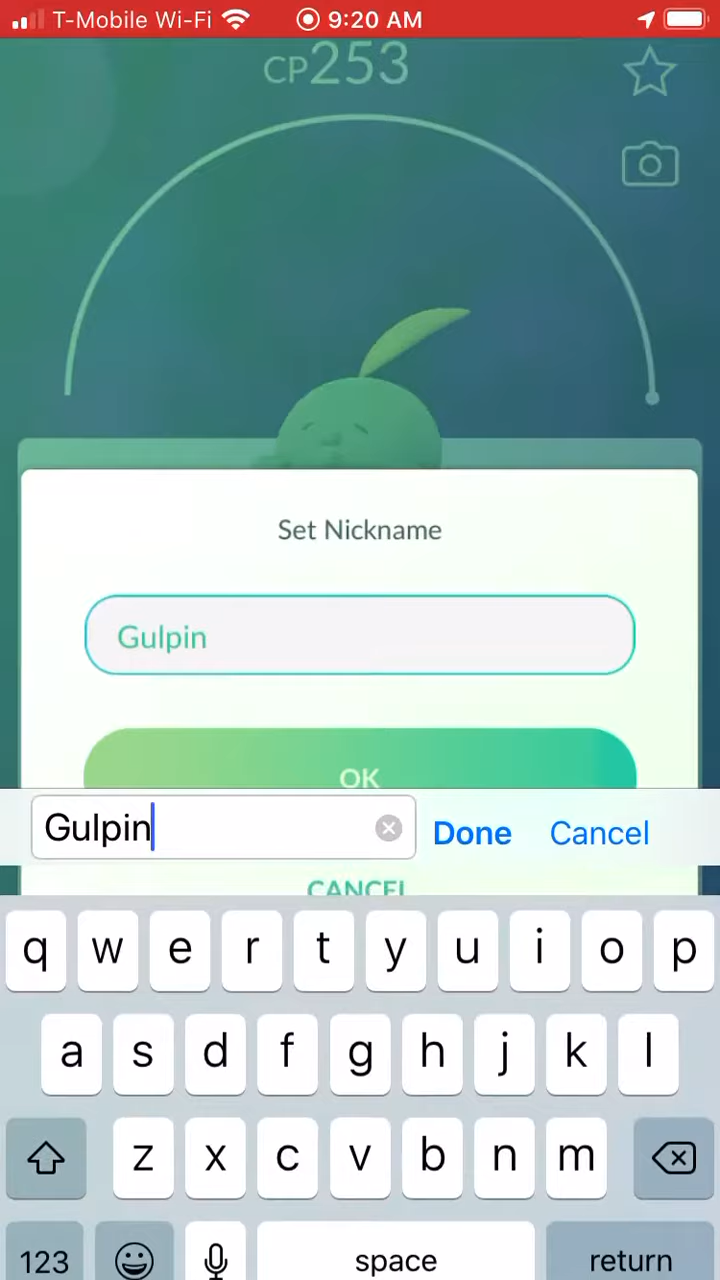 T-Mobile Wi-Fi 9:20 AM
CP253
Set Nickname
Gulpin
OK
Gulpin Done Cancel
CANCEL
q w e r t y u i o p
a s d f g h j k l
z x c v b n m
123 space return